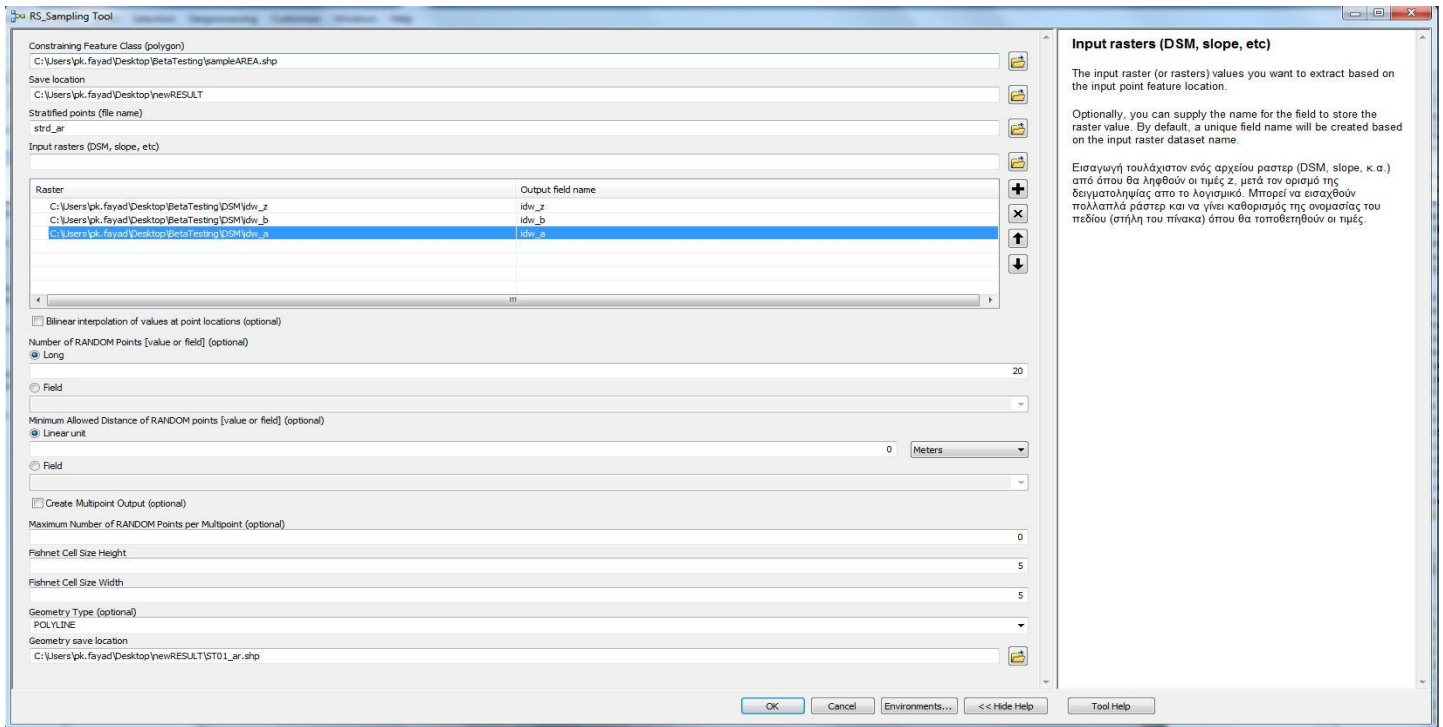 RS_Sampling Tool
Constraining Feature Class (polygon)
C:\Users\pk.fayad\Desktop\BetaTesting\sampleAREA.shp
Save location
C:\Users\pk.fayad\Desktop\newRESULT
Stratified points (file name)
strd_ar
Input rasters (DSM, slope, etc)
Raster Output field name
C:\Users\pk.fayad\Desktop\BetaTesting\DSM\idw_z idw_z
C:\Users\pk.fayad\Desktop\BetaTesting\DSM\idw_b idw_b
C:\Users\pk.fayad\Desktop\BetaTesting\DSM\idw_a idw_a
Bilinear interpolation of values at point locations (optional)
Number of RANDOM Points [value or field] (optional)
Long
20
Field
Minimum Allowed Distance of RANDOM points [value or field] (optional)
Linear unit
0 Meters
Field
Create Multipoint Output (optional)
Maximum Number of RANDOM Points per Multipoint (optional)
0
Fishnet Cell Size Height
5
Fishnet Cell Size Width
5
Geometry Type (optional)
POLYLINE
Geometry save location
C:\Users\pk.fayad\Desktop\newRESULT\ST01_ar.shp
OK Cancel Environments... << Hide Help Tool Help
Input rasters (DSM, slope, etc)
The input raster (or rasters) values you want to extract based on
the input point feature location.
Optionally, you can supply the name for the field to store the
raster value. By default, a unique field name will be created based
on the input raster dataset name.
Εισαγωγή τουλάχιστον ενός αρχείου ραστερ (DSM, slope, κ.α.)
από όπου θα ληφθούν οι τιμές z, μετά τον ορισμό της
δειγματοληψίας απο το λογισμικό. Μπορεί να εισαχθούν
πολλαπλά ράστερ και να γίνει καθορισμός της ονομασίας του
πεδίου (στήλη του πίνακα) όπου θα τοποθετηθούν οι τιμές.